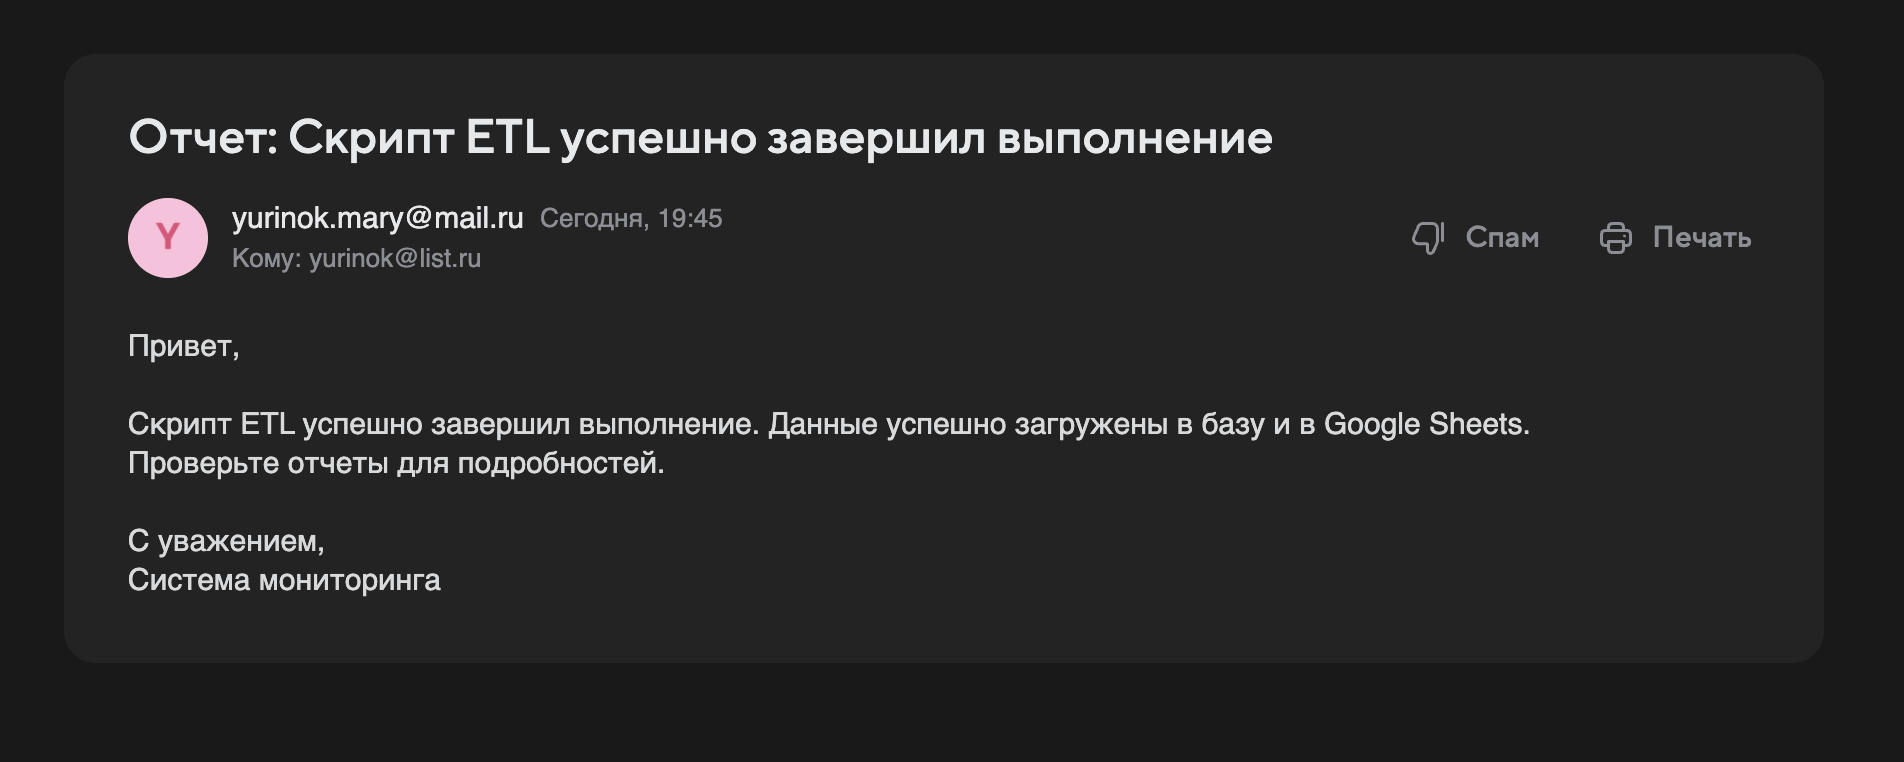 Отчет: Скрипт ETL успешно завершил выполнение
Y
yurinok.mary@mail.ru Сегодня, 19:45
Кому: yurinok@list.ru
Спам
Печать
Привет,
Скрипт ETL успешно завершил выполнение. Данные успешно загружены в базу и в Google Sheets.
Проверьте отчеты для подробностей.
С уважением,
Система мониторинга